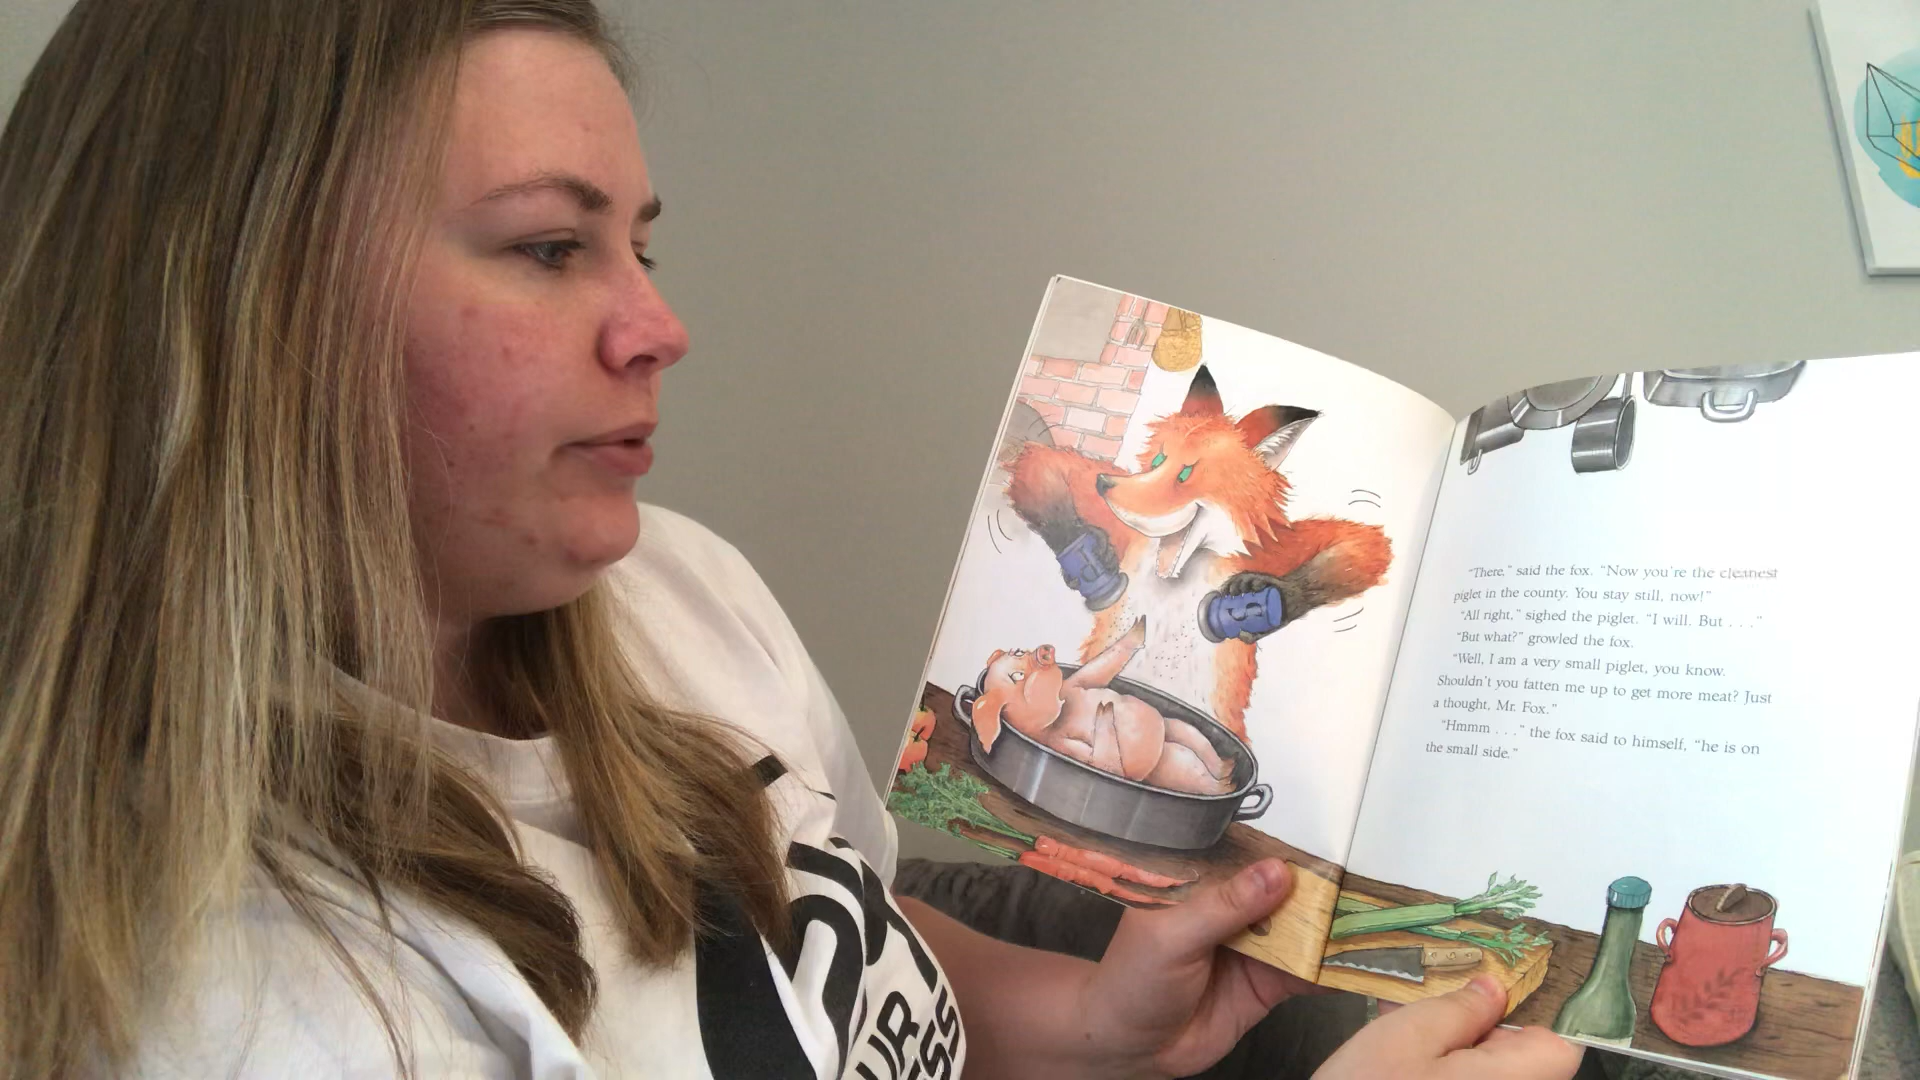 "There," said the fox. "Now you're the cleanest
piglet in the county. You stay still, now!"
"All right," sighed the piglet. "I will. But . . ."
"But what?" growled the fox.
"Well, I am a very small piglet, you know.
Shouldn't you fatten me up to get more meat? Just
a thought, Mr. Fox."
"Hmmm . . ." the fox said to himself, "he is on
the small side."
S